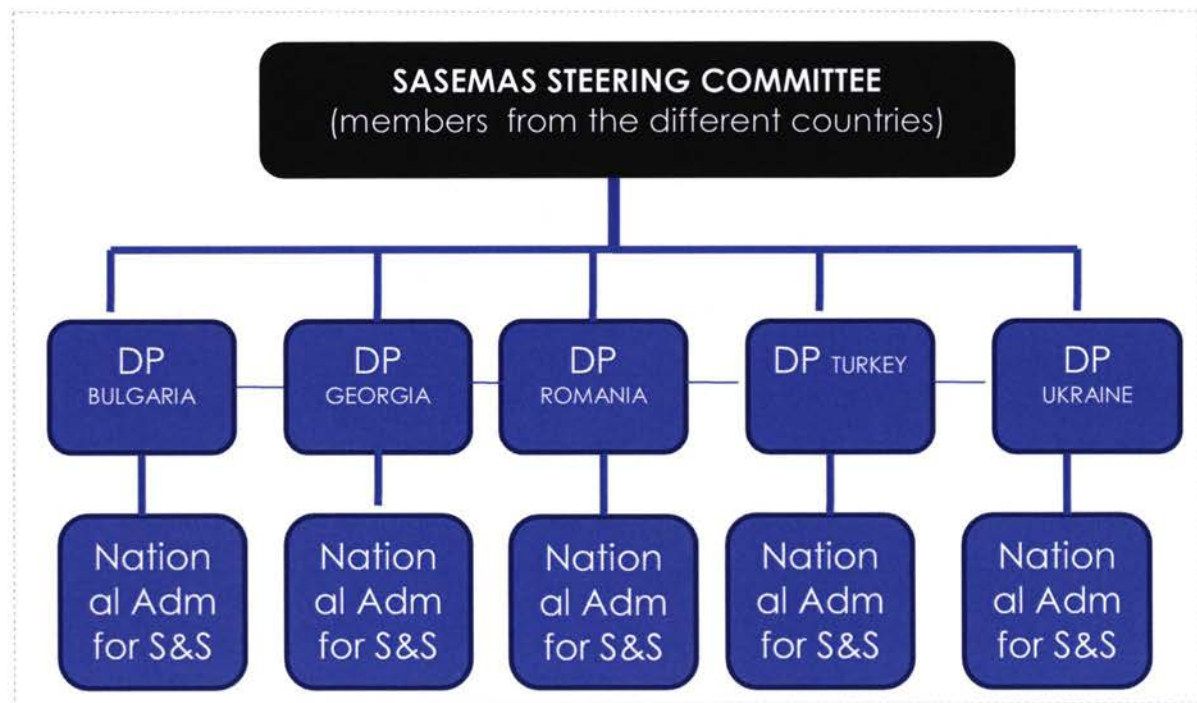 SASEMAS STEERING COMMITTEE
(members from the different countries)
DP
BULGARIA
DP
GEORGIA
DP
ROMANIA
DP TURKEY
DP
UKRAINE
Nation
al Adm
for S&S
Nation
al Adm
for S&S
Nation
al Adm
for S&S
Nation
al Adm
for S&S
Nation
al Adm
for S&S